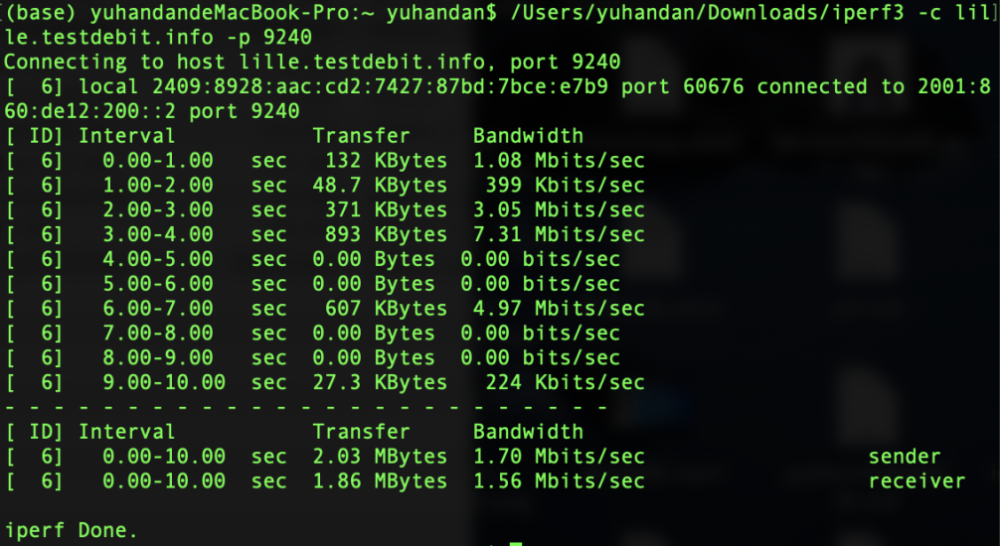 (base) yuhandandeMacBook-Pro:~ yuhandan$ /Users/yuhandan/Downloads/iperf3 -c lil
le.testdebit.info -p 9240
Connecting to host lille.testdebit.info, port 9240
[  6] local 2409:8928:aac:cd2:7427:87bd:7bce:e7b9 port 60676 connected to 2001:8
60:de12:200::2 port 9240
[ ID] Interval           Transfer     Bandwidth
[  6]   0.00-1.00   sec   132 KBytes  1.08 Mbits/sec
[  6]   1.00-2.00   sec  48.7 KBytes   399 Kbits/sec
[  6]   2.00-3.00   sec   371 KBytes  3.05 Mbits/sec
[  6]   3.00-4.00   sec   893 KBytes  7.31 Mbits/sec
[  6]   4.00-5.00   sec  0.00 Bytes  0.00 bits/sec
[  6]   5.00-6.00   sec  0.00 Bytes  0.00 bits/sec
[  6]   6.00-7.00   sec   607 KBytes  4.97 Mbits/sec
[  6]   7.00-8.00   sec  0.00 Bytes  0.00 bits/sec
[  6]   8.00-9.00   sec  0.00 Bytes  0.00 bits/sec
[  6]   9.00-10.00  sec  27.3 KBytes   224 Kbits/sec
- - - - - - - - - - - - - - - - - - - - - - - - -
[ ID] Interval           Transfer     Bandwidth
[  6]   0.00-10.00  sec  2.03 MBytes  1.70 Mbits/sec                  sender
[  6]   0.00-10.00  sec  1.86 MBytes  1.56 Mbits/sec                  receiver
iperf Done.